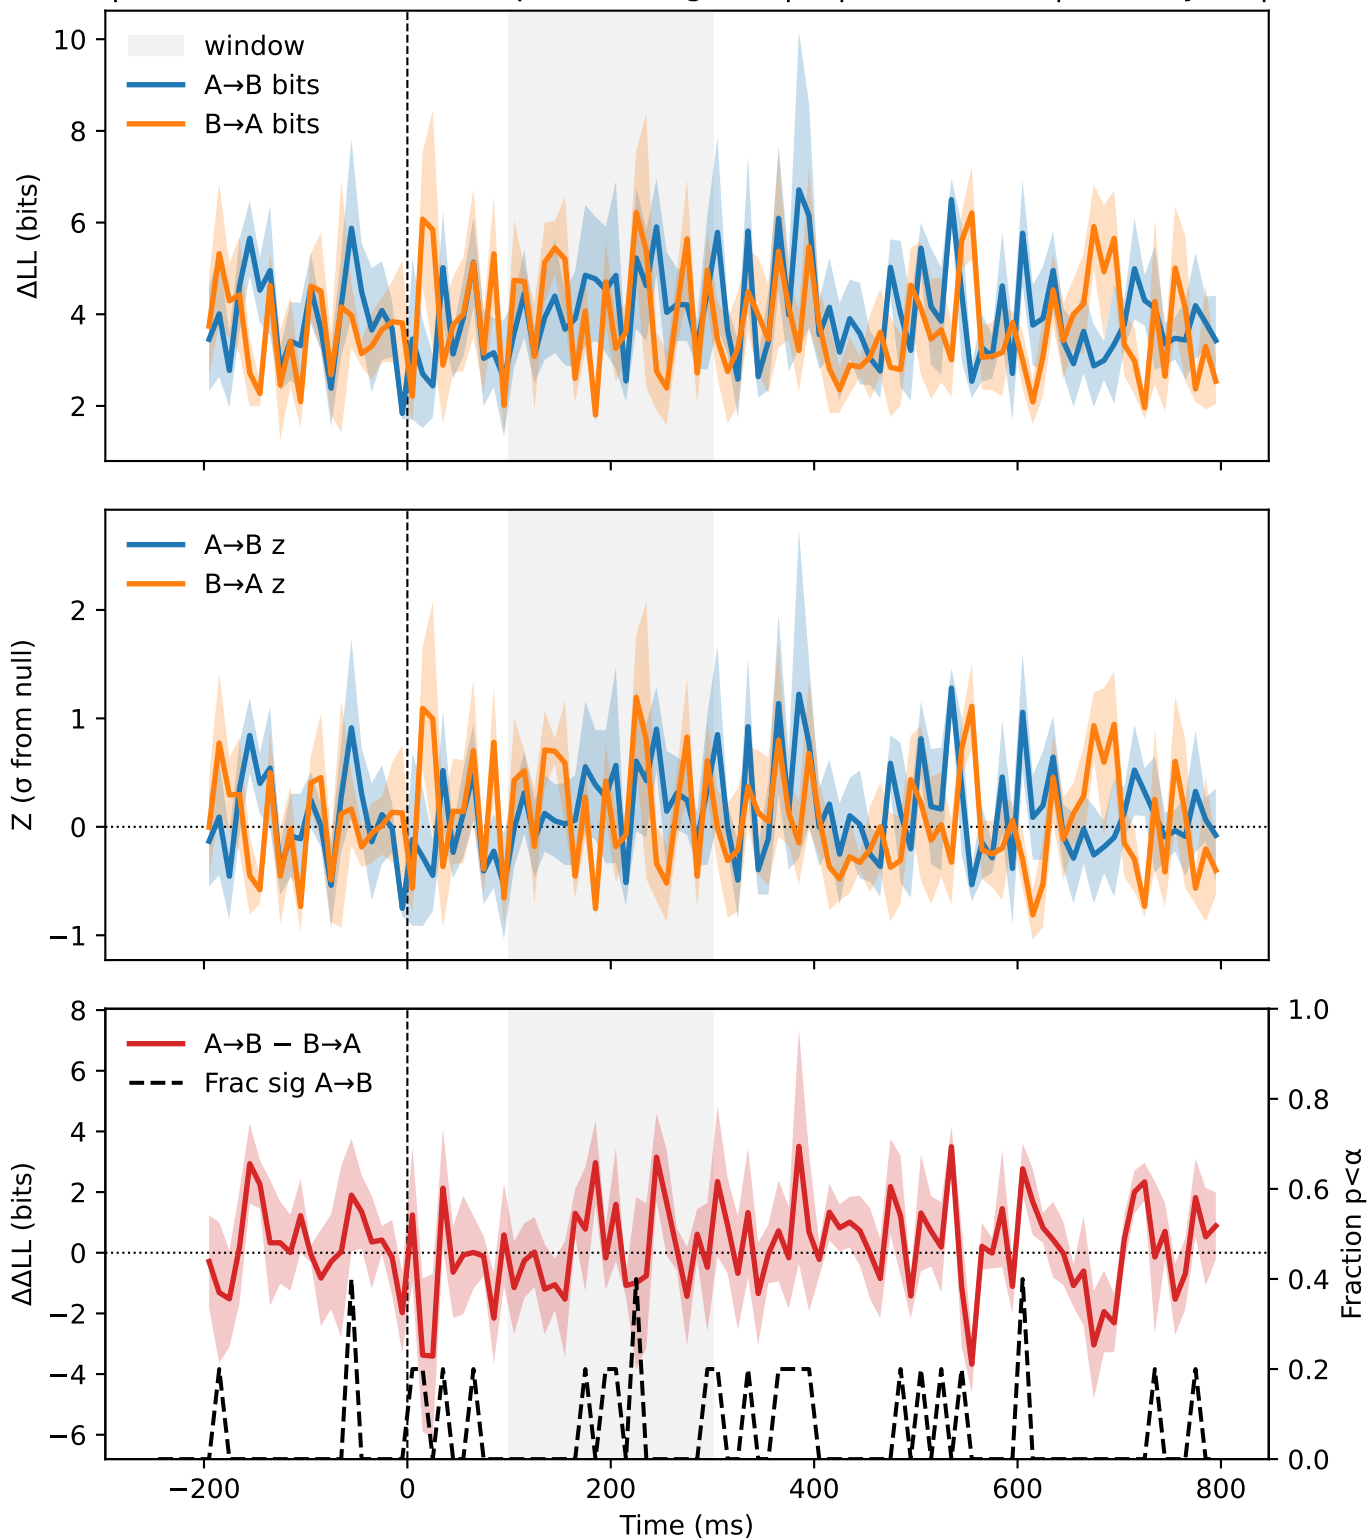 window
A→B bits
B→A bits
10
8
6
4
2
ΔLL (bits)
A→B z
B→A z
2
1
0
−1
Z (σ from null)
A→B − B→A
Frac sig A→B
8
6
4
2
0
−2
−4
−6
ΔΔLL (bits)
1.0
0.8
0.6
0.4
0.2
0.0
Fraction p<α
−200 0 200 400 600 800
Time (ms)